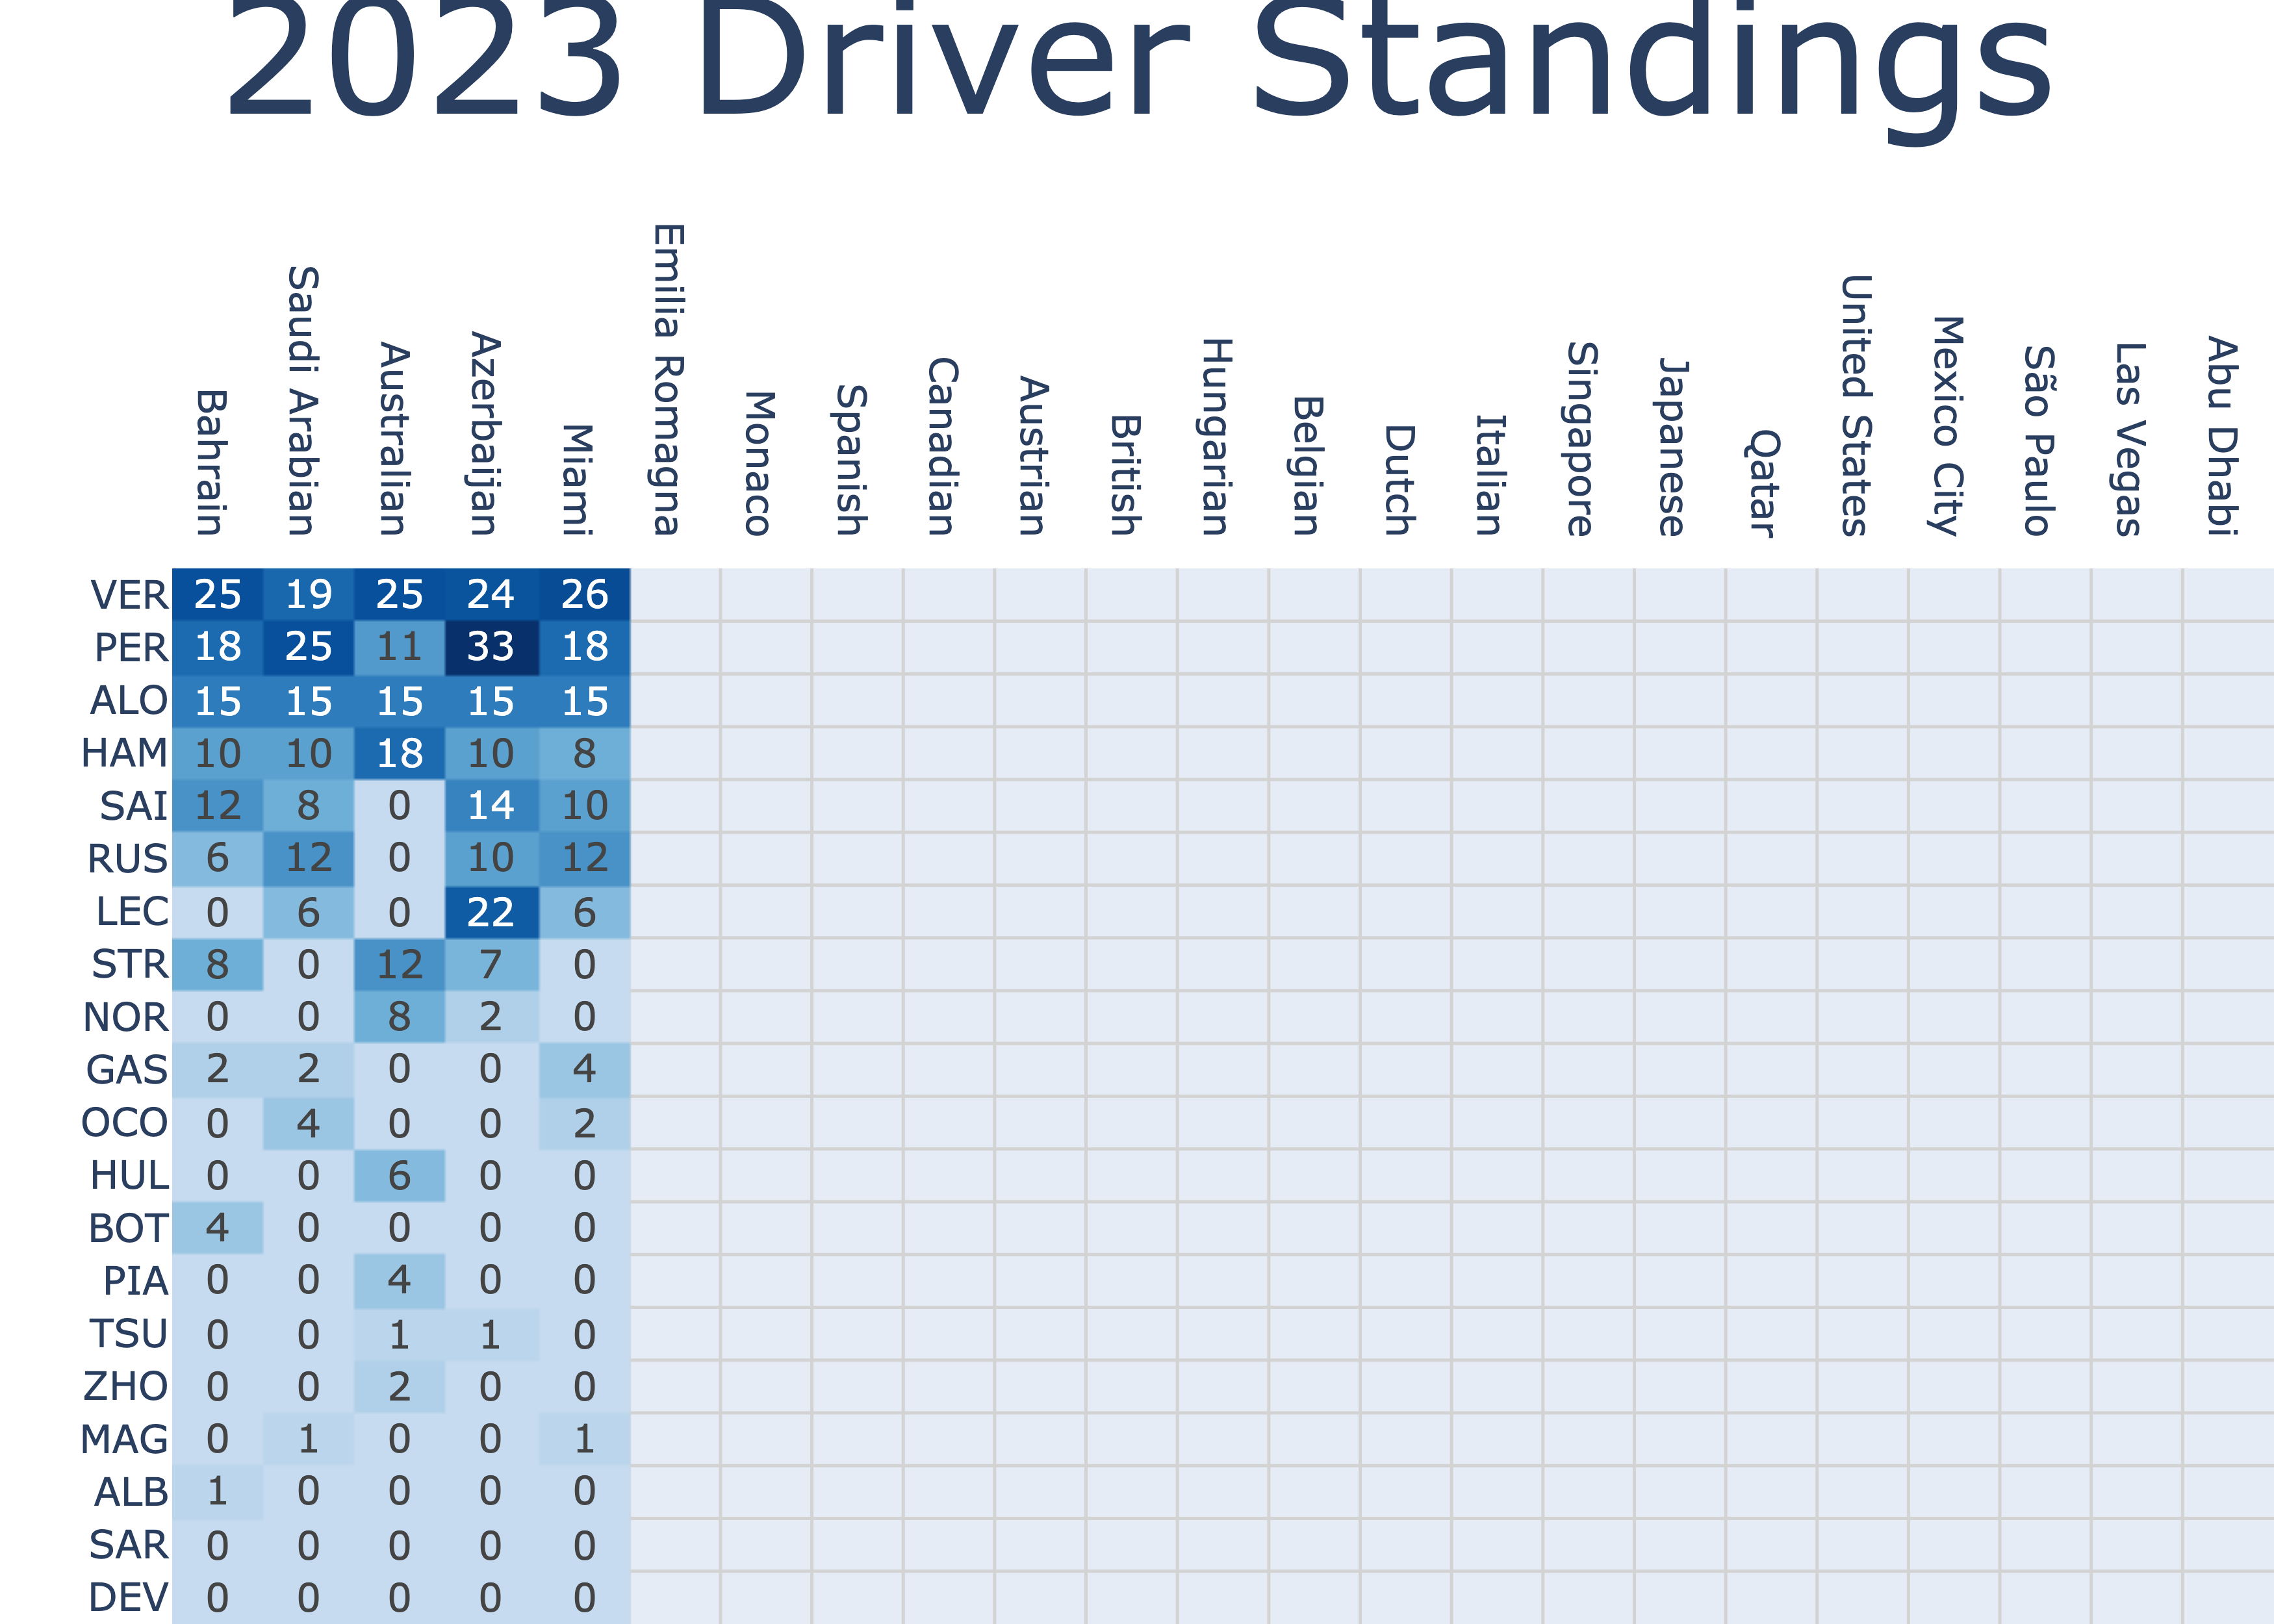 2023 Driver Standings
Bahrain
Saudi Arabian
Australian
Azerbaijan
Miami
Emilia Romagna
Monaco
Spanish
Canadian
Austrian
British
Hungarian
Belgian
Dutch
Italian
Singapore
Japanese
Qatar
United States
Mexico City
São Paulo
Las Vegas
Abu Dhabi
VER 25 19 25 24 26
PER 18 25 11 33 18
ALO 15 15 15 15 15
HAM 10 10 18 10 8
SAI 12 8 0 14 10
RUS 6 12 0 10 12
LEC 0 6 0 22 6
STR 8 0 12 7 0
NOR 0 0 8 2 0
GAS 2 2 0 0 4
OCO 0 4 0 0 2
HUL 0 0 6 0 0
BOT 4 0 0 0 0
PIA 0 0 4 0 0
TSU 0 0 1 1 0
ZHO 0 0 2 0 0
MAG 0 1 0 0 1
ALB 1 0 0 0 0
SAR 0 0 0 0 0
DEV 0 0 0 0 0